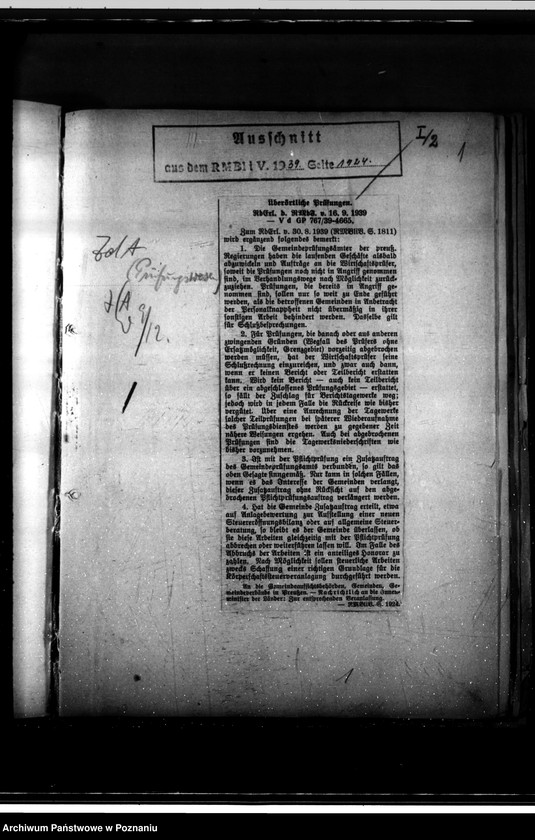 Ausschnitt
aus dem RMBliV. 1939. Seite 1924.
I/2
1
Überörtliche Prüfungen.
RdErl. d. RMdI. v. 16. 9. 1939
— V d GP 767/39-4665.
Zum RdErl. v. 30. 8. 1939 (RMBliV. S. 1811)
wird ergänzend folgendes bemerkt:
1. Die Gemeindeprüfungsämter der preuß.
Regierungen haben die laufenden Geschäfte alsbald
abzuwickeln und Aufträge an die Wirtschaftsprüfer,
soweit die Prüfungen noch nicht in Angriff genommen
sind, im Verhandlungswege nach Möglichkeit zurück-
zuziehen. Prüfungen, die bereits in Angriff ge-
nommen sind, sollen nur so weit zu Ende geführt
werden, als die betroffenen Gemeinden in Anbetracht
der Personalknappheit nicht übermäßig in ihrer
sonstigen Arbeit behindert werden. Dasselbe gilt
für Schlußbesprechungen.
2. Für Prüfungen, die danach oder aus anderen
zwingenden Gründen (Wegfall des Prüfers ohne
Ersatzmöglichkeit, Grenzgebiet) vorzeitig abgebrochen
werden müssen, hat der Wirtschaftsprüfer seine
Schlußrechnung einzureichen, und zwar auch dann,
wenn er keinen Bericht oder Teilbericht erstatten
kann. Wird kein Bericht — auch kein Teilbericht
über ein abgeschlossenes Prüfungsgebiet — erstattet,
so fällt der Zuschlag für Berichtstagewerke weg;
jedoch wird in jedem Falle die Rückreise wie bisher
vergütet. Über eine Anrechnung der Tagewerke
solcher Teilprüfungen bei späterer Wiederaufnahme
des Prüfungsdienstes werden zu gegebener Zeit
nähere Weisungen ergehen. Auch bei abgebrochenen
Prüfungen sind die Tagewerksniederschriften wie
bisher vorzunehmen.
3. Ist mit der Pflichtprüfung ein Zusatzauftrag
des Gemeindeprüfungsamts verbunden, so gilt das
oben Gesagte sinngemäß. Nur kann in solchen Fällen,
wenn es das Interesse der Gemeinden verlangt,
dieser Zusatzauftrag ohne Rücksicht auf den abge-
brochenen Pflichtprüfungsauftrag verlängert werden.
4. Hat die Gemeinde Zusatzauftrag erteilt, etwa
auf Anlagebewertung zur Aufstellung einer neuen
Steuereröffnungsbilanz oder auf allgemeine Steuer-
beratung, so bleibt es der Gemeinde überlassen, ob
sie diese Arbeiten gleichzeitig mit der Pflichtprüfung
abbrechen oder weiterführen lassen will. Im Falle des
Abbruchs der Arbeiten ist ein anteiliges Honorar zu
zahlen. Nach Möglichkeit sollen steuerliche Arbeiten
zwecks Schaffung einer richtigen Grundlage für die
Körperschaftsteuerveranlagung durchgeführt werden.
An die Gemeindeaufsichtsbehörden, Gemeinden, Ge-
meindeverbände in Preußen. — Nachrichtlich an die Innen-
minister der Länder: Zur entsprechenden Veranlassung.
— RMBliV. S. 1924.
ZdA
(Prüfungswesen)
9/12.
Archiwum Państwowe w Poznaniu